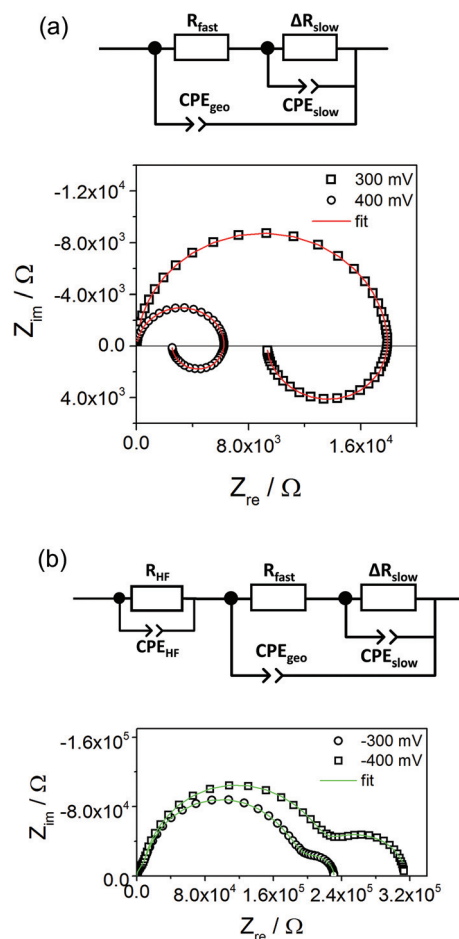 (a)
R_fast ΔR_slow
CPE_geo CPE_slow
-1.2x10^4
-8.0x10^3
-4.0x10^3
0.0
4.0x10^3
Z_im / Ω
300 mV
400 mV
fit
0.0 8.0x10^3 1.6x10^4
Z_re / Ω
(b)
R_HF R_fast ΔR_slow
CPE_HF CPE_geo CPE_slow
-1.6x10^5
-8.0x10^4
0.0
Z_im / Ω
-300 mV
-400 mV
fit
0.0 8.0x10^4 1.6x10^5 2.4x10^5 3.2x10^5
Z_re / Ω